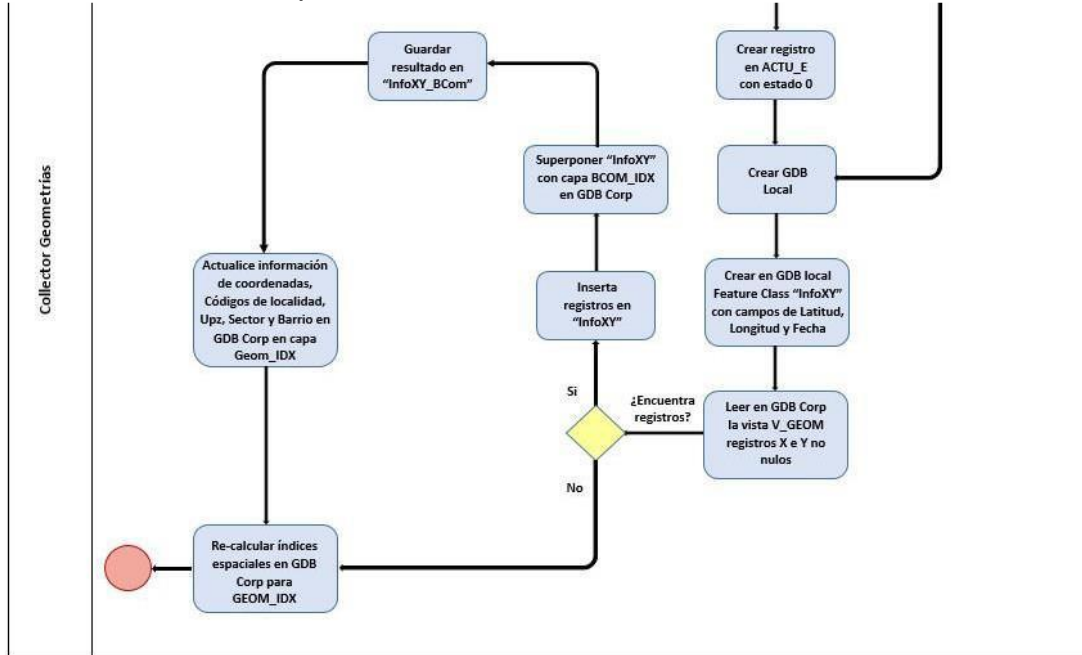 Collector Geometrías
Guardar
resultado en
“InfoXY_BCom”
Crear registro
en ACTU_E
con estado 0
Superponer “InfoXY”
con capa BCOM_IDX
en GDB Corp
Crear GDB
Local
Actualice información
de coordenadas,
Códigos de localidad,
Upz, Sector y Barrio en
GDB Corp en capa
Geom_IDX
Inserta
registros en
“InfoXY”
Crear en GDB local
Feature Class “InfoXY”
con campos de Latitud,
Longitud y Fecha
Si
¿Encuentra
registros?
Leer en GDB Corp
la vista V_GEOM
registros X e Y no
nulos
No
Re-calcular índices
espaciales en GDB
Corp para
GEOM_IDX